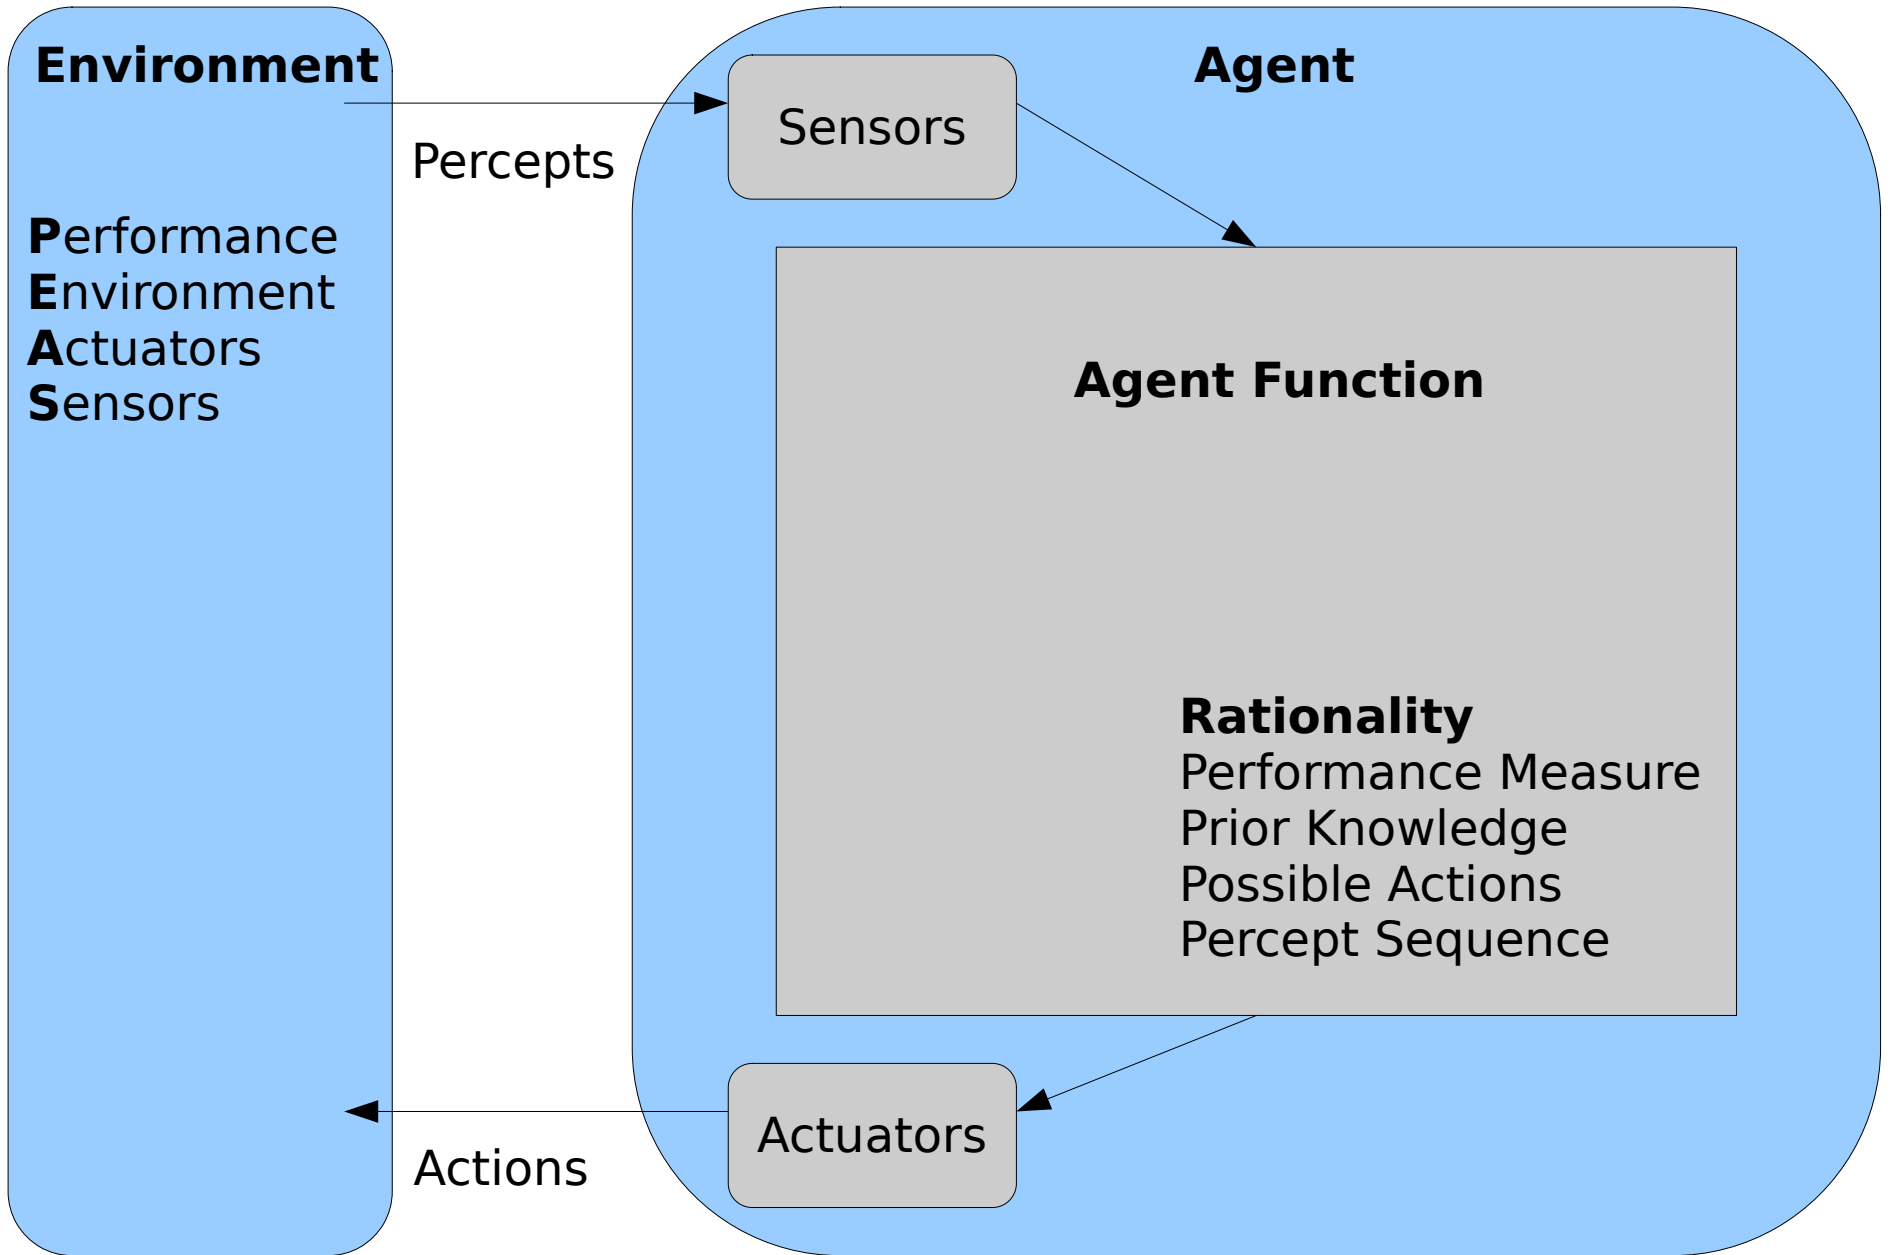 Environment
Agent
Sensors
Percepts
Performance
Environment
Actuators
Sensors
Agent Function
Rationality
Performance Measure
Prior Knowledge
Possible Actions
Percept Sequence
Actuators
Actions